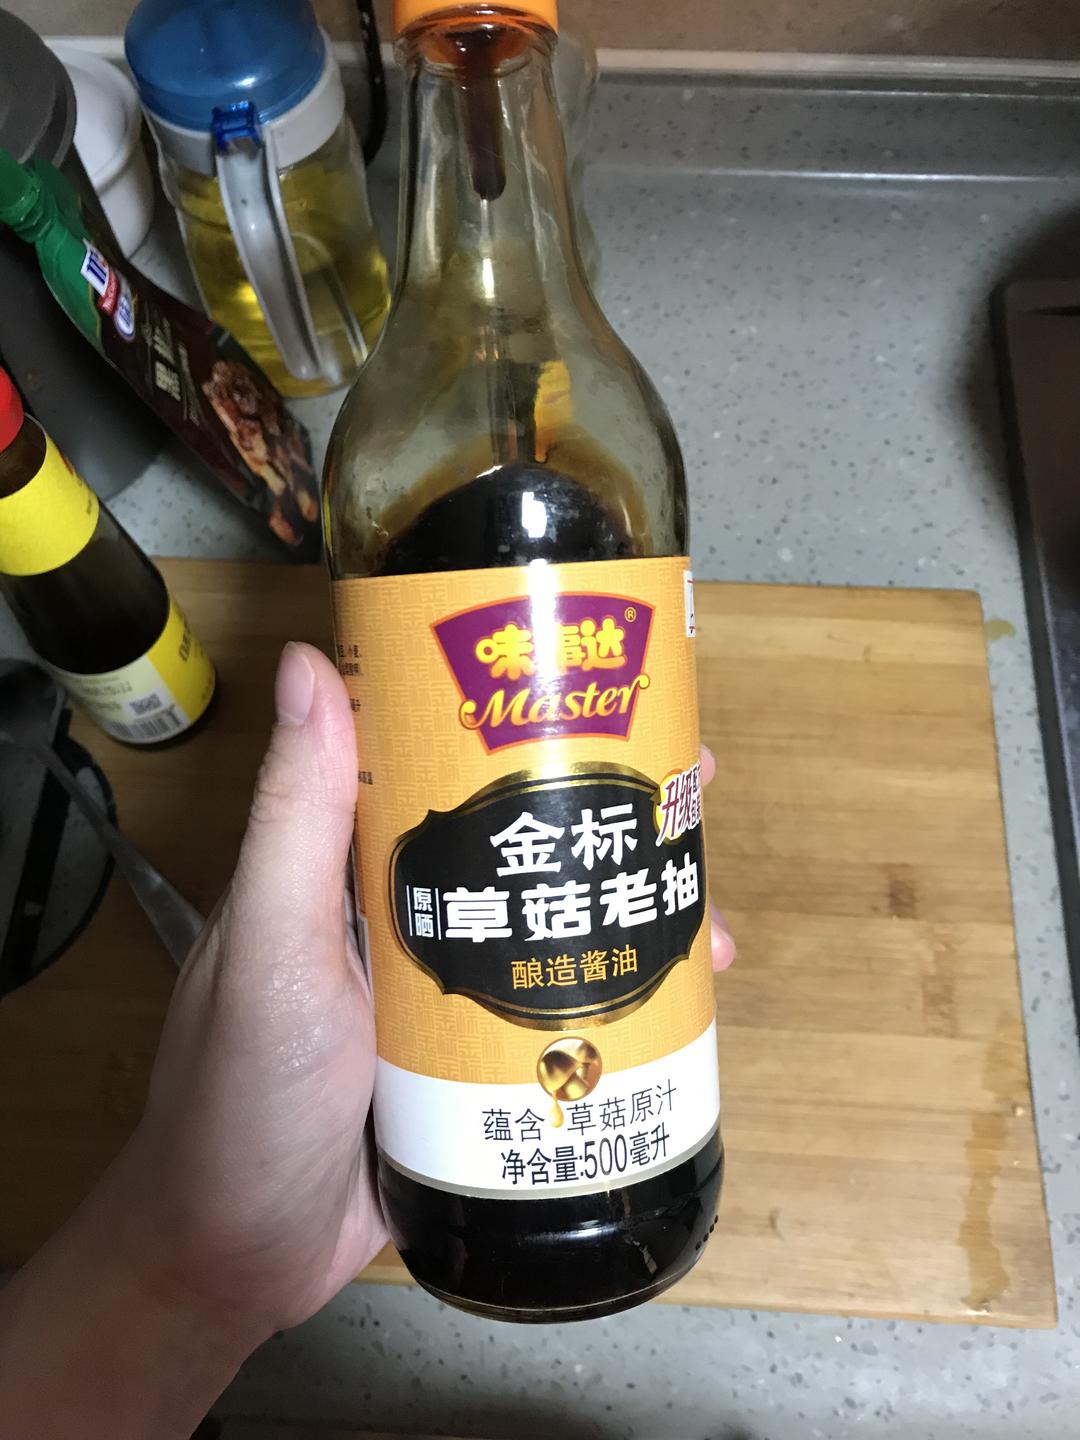 味事达®
Master
升级
金标
原晒
草菇老抽
酿造酱油
蕴含 草菇原汁
净含量:500毫升